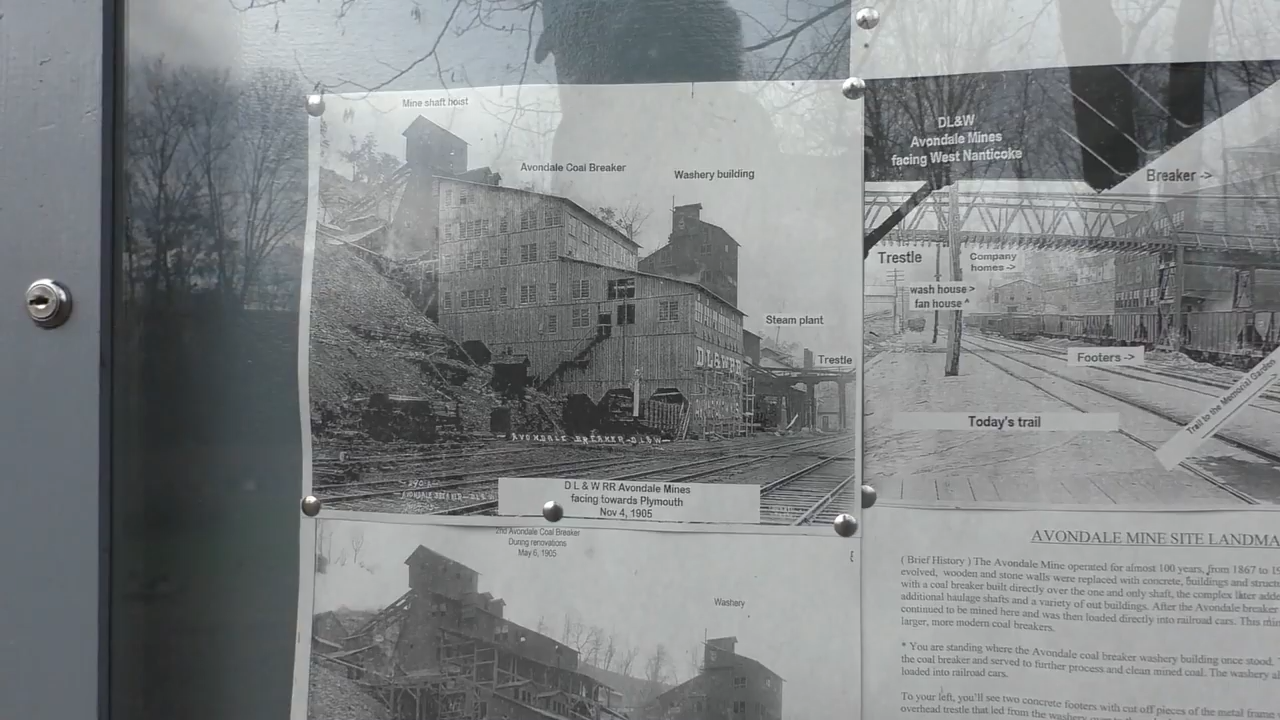 Mine shaft hoist
Avondale Coal Breaker
Washery building
Steam plant
Trestle
DL&WRR
AVONDALE BREAKER-DL&W
D L & W RR Avondale Mines
facing towards Plymouth
Nov 4, 1905
2nd Avondale Coal Breaker
During renovations
May 6, 1905
Washery
DL&W
Avondale Mines
facing West Nanticoke
Breaker ->
Trestle
Company
homes ->
wash house >
fan house ^
Footers ->
Today's trail
Trail to the Memorial Garden
AVONDALE MINE SITE LANDMA
( Brief History ) The Avondale Mine operated for almost 100 years, from 1867 to 19
evolved, wooden and stone walls were replaced with concrete, buildings and struct
with a coal breaker built directly over the one and only shaft, the complex later adde
additional haulage shafts and a variety of out buildings. After the Avondale breaker
continued to be mined here and was then loaded directly into railroad cars. This min
larger, more modern coal breakers.
* You are standing where the Avondale coal breaker washery building once stood.
the coal breaker and served to further process and clean mined coal. The washery al
loaded into railroad cars.
To your left, you'll see two concrete footers with cut off pieces of the metal frame
overhead trestle that led from the washery